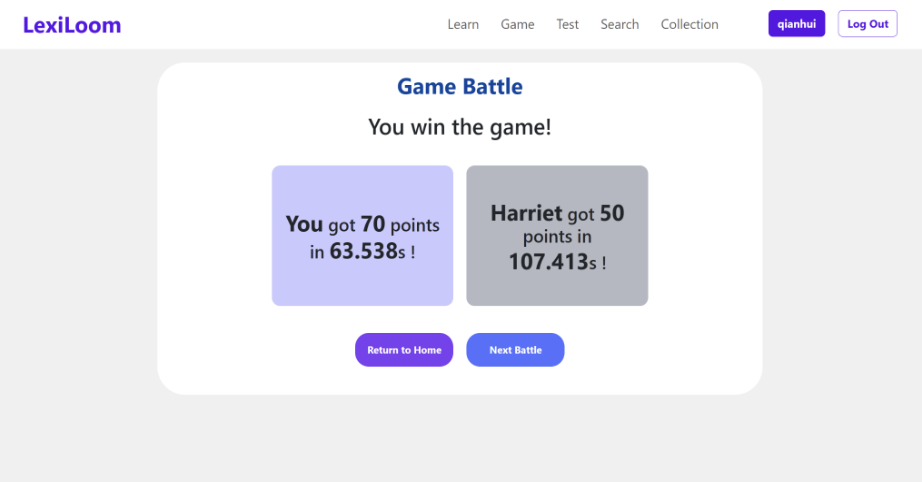 LexiLoom
Learn Game Test Search Collection qianhui Log Out
Game Battle
You win the game!
You got 70 points
in 63.538s !
Harriet got 50
points in
107.413s !
Return to Home
Next Battle